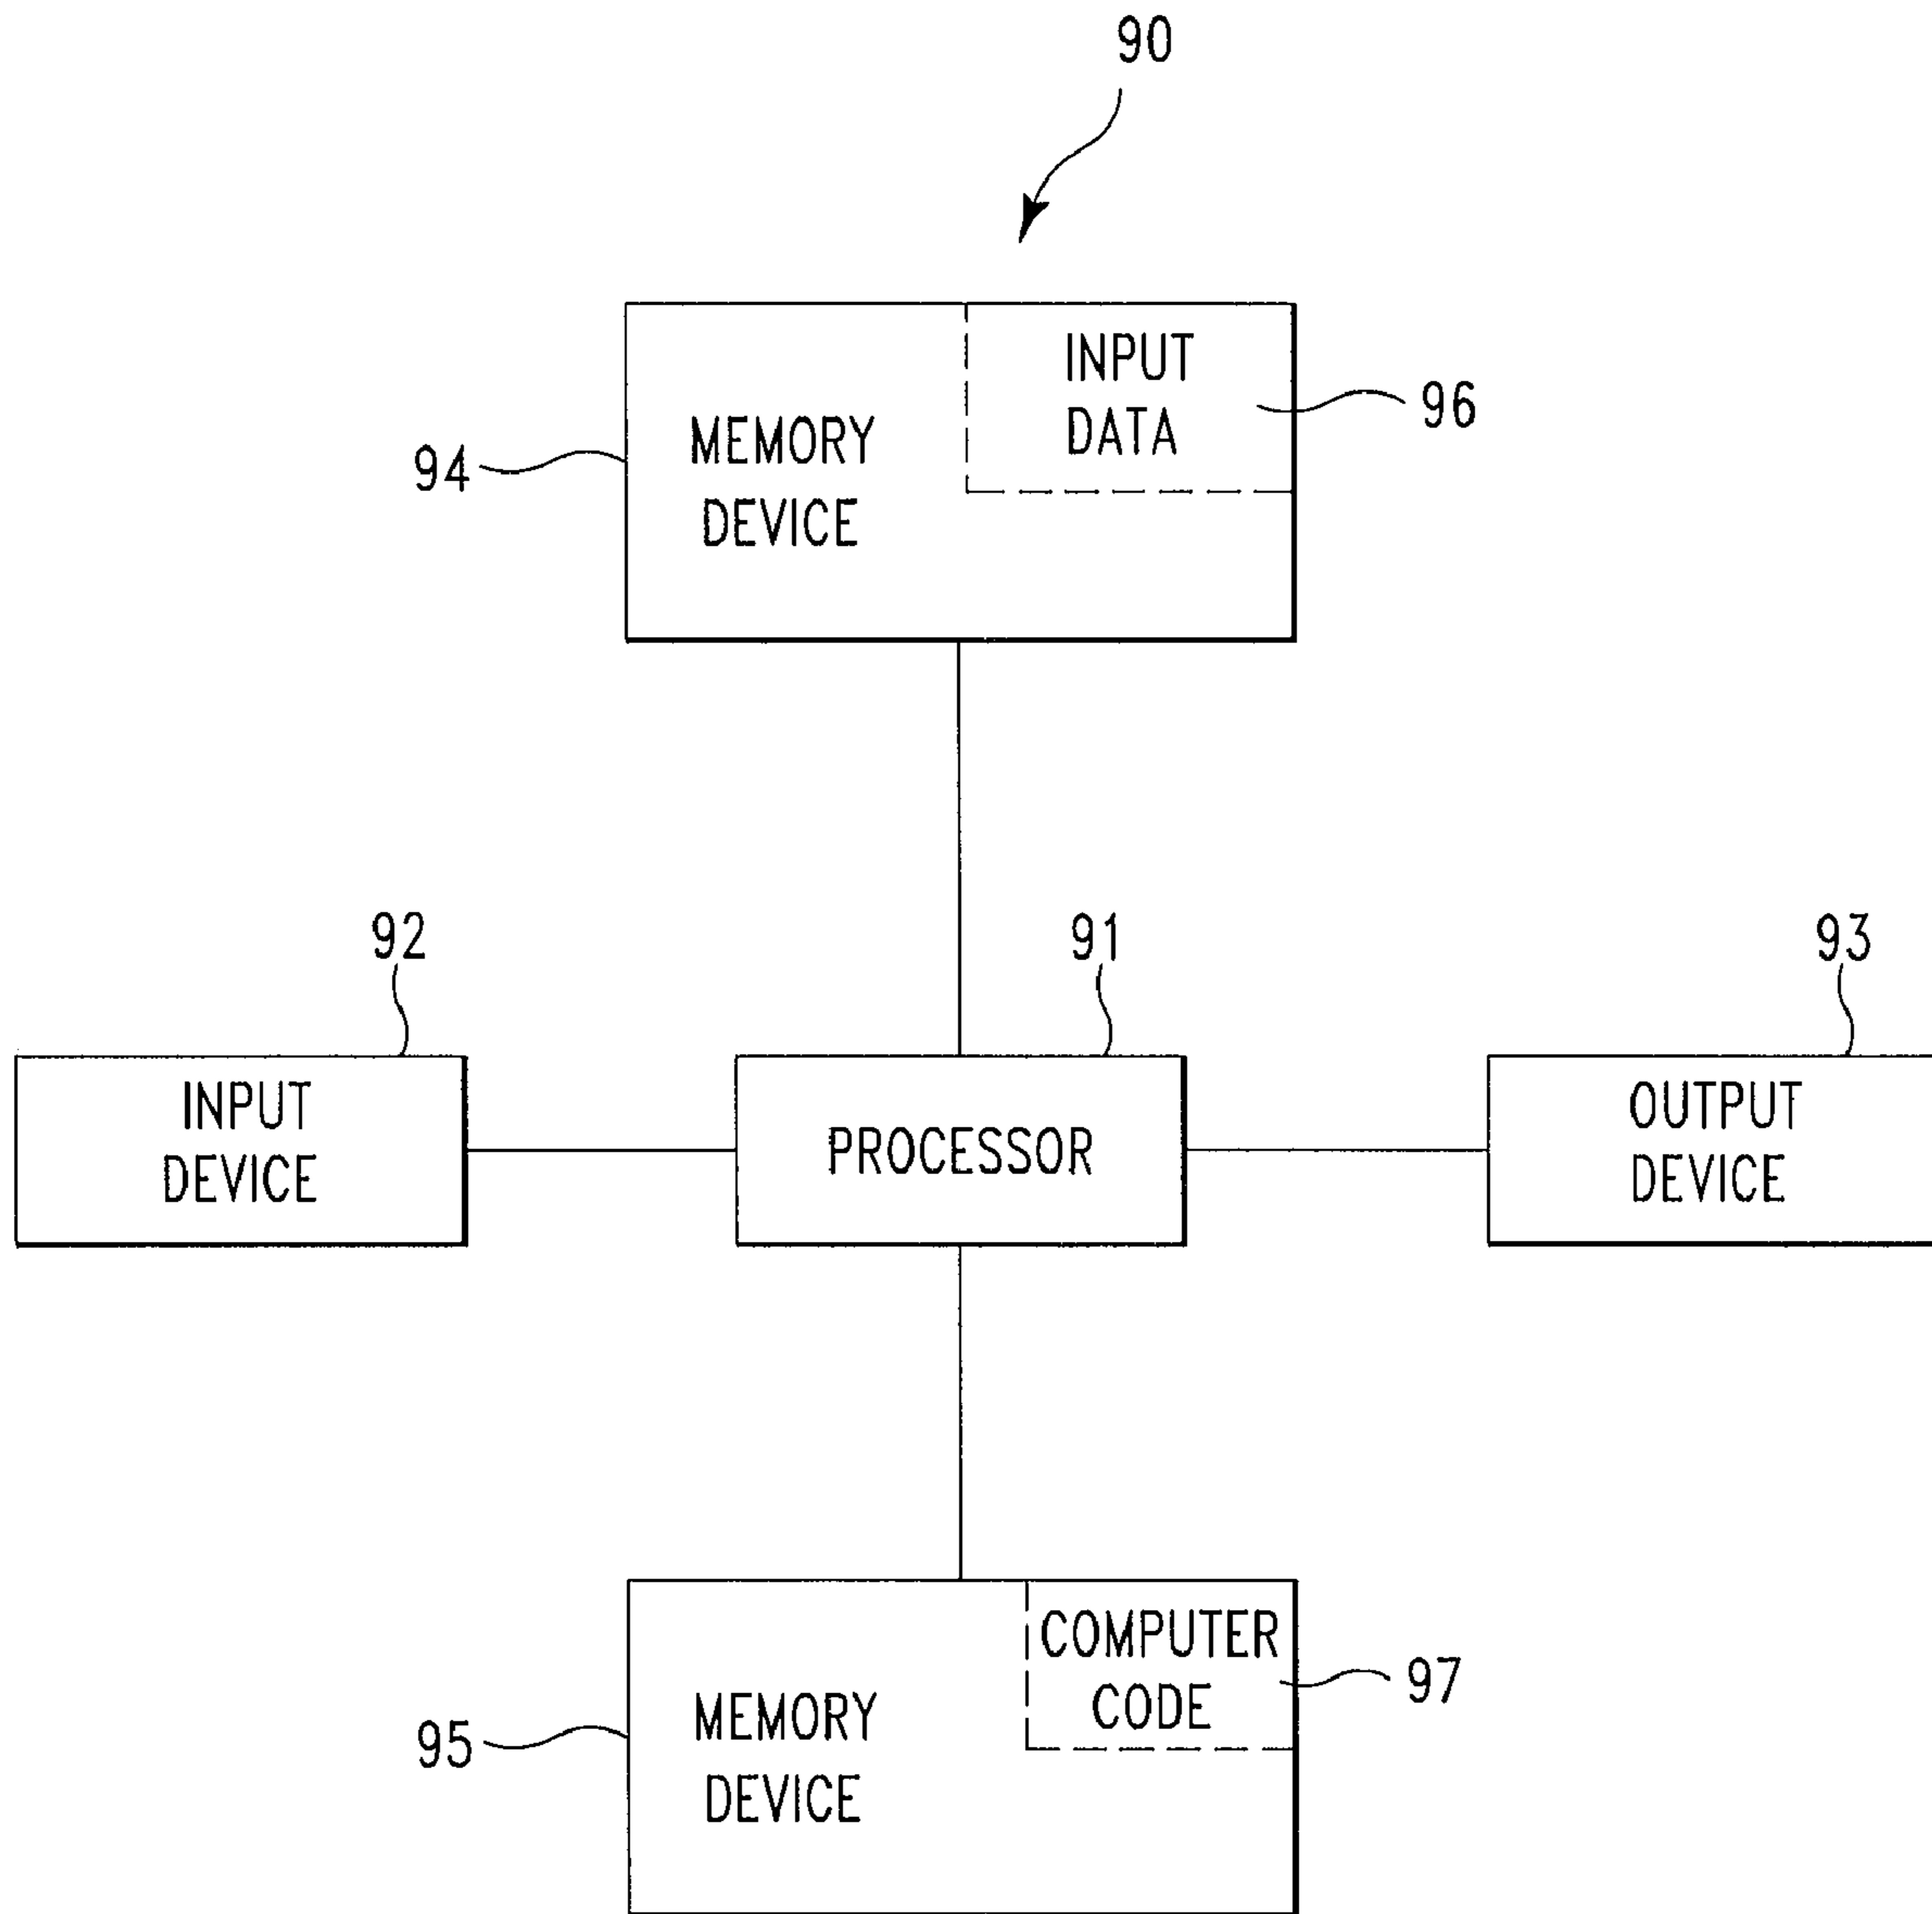 90
INPUT
DATA
96
MEMORY
DEVICE
94
92
91
93
INPUT
DEVICE
PROCESSOR
OUTPUT
DEVICE
COMPUTER
CODE
97
MEMORY
DEVICE
95